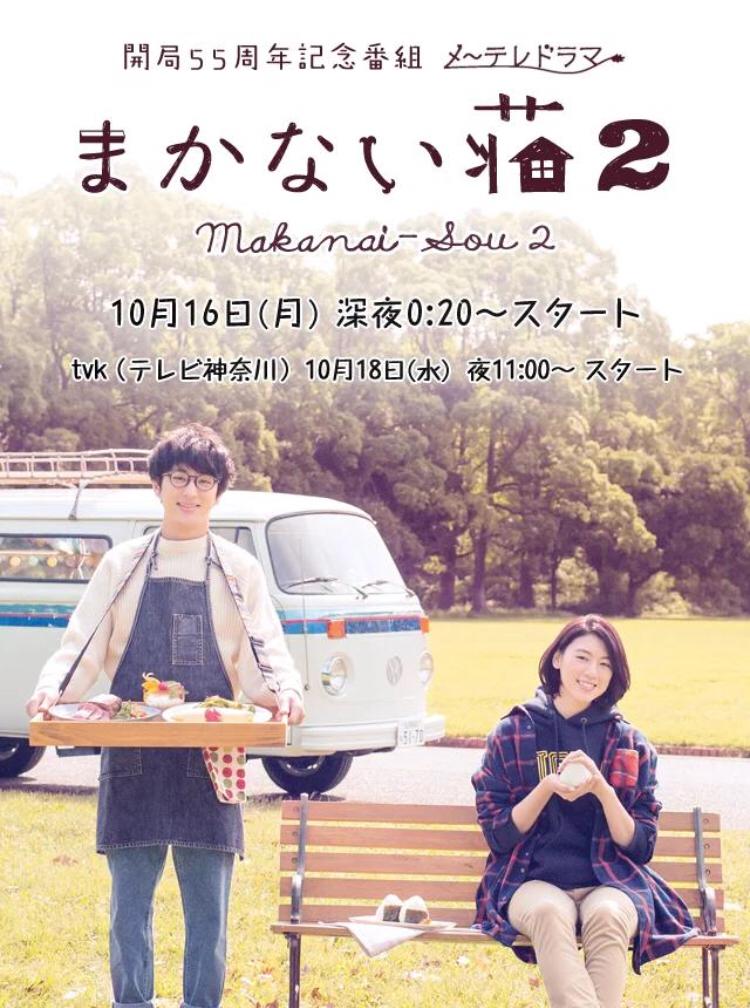 開局55周年記念番組 メ〜テレドラマ
まかない荘2
Makanai-Sou 2
10月16日(月) 深夜0:20〜スタート
tvk (テレビ神奈川) 10月18日(水) 夜11:00〜 スタート
51-70